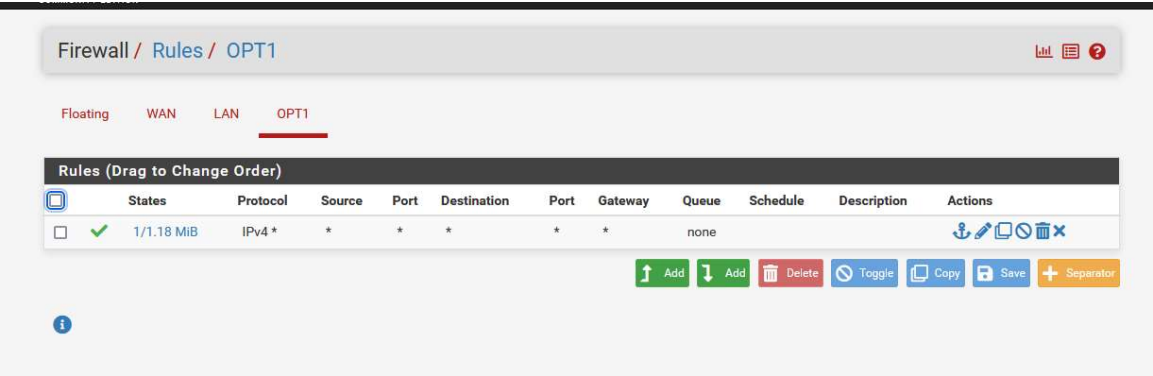 Firewall / Rules / OPT1
Floating WAN LAN OPT1
Rules (Drag to Change Order)
States Protocol Source Port Destination Port Gateway Queue Schedule Description Actions
1/1.18 MiB IPv4 * * * * * * none
Add Add Delete Toggle Copy Save Separator